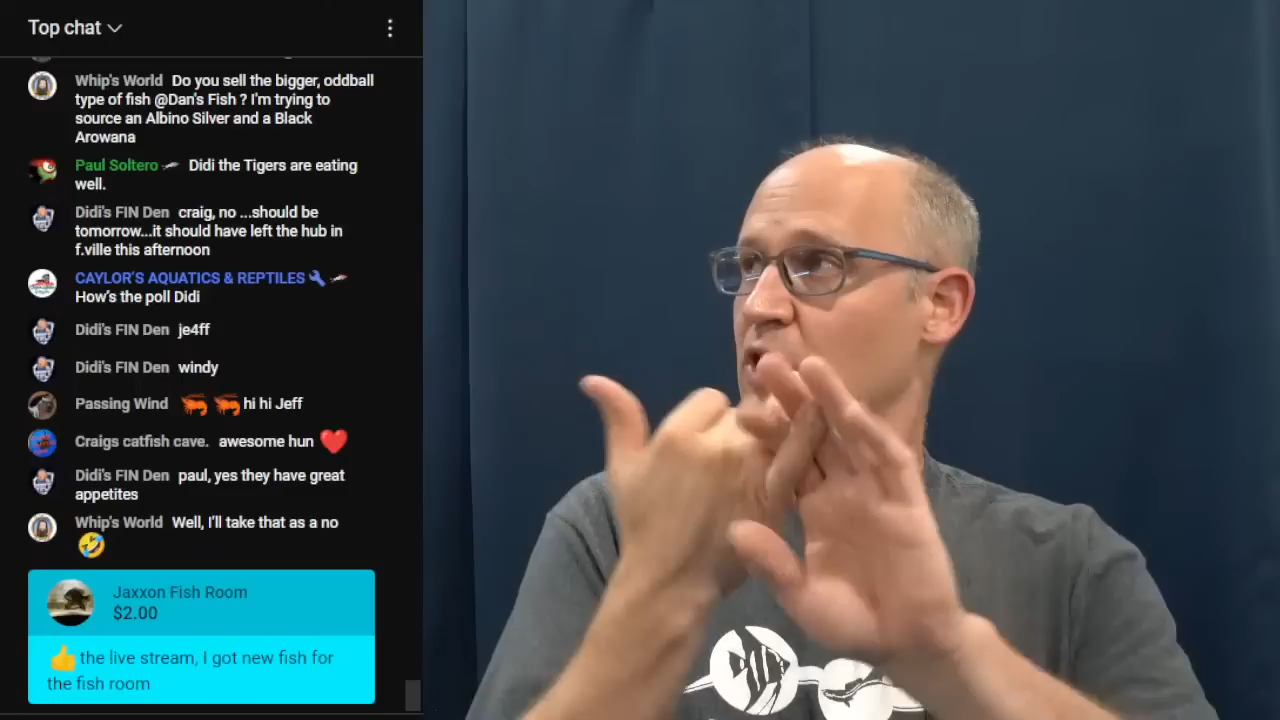 Top chat
Whip's World Do you sell the bigger, oddball
type of fish @Dan's Fish ? I'm trying to
source an Albino Silver and a Black
Arowana
Paul Soltero Didi the Tigers are eating
well.
Didi's FIN Den craig, no ...should be
tomorrow...it should have left the hub in
f.ville this afternoon
CAYLOR'S AQUATICS & REPTILES
How's the poll Didi
Didi's FIN Den je4ff
Didi's FIN Den windy
Passing Wind hi hi Jeff
Craigs catfish cave. awesome hun
Didi's FIN Den paul, yes they have great
appetites
Whip's World Well, I'll take that as a no
Jaxxon Fish Room
$2.00
the live stream, I got new fish for
the fish room